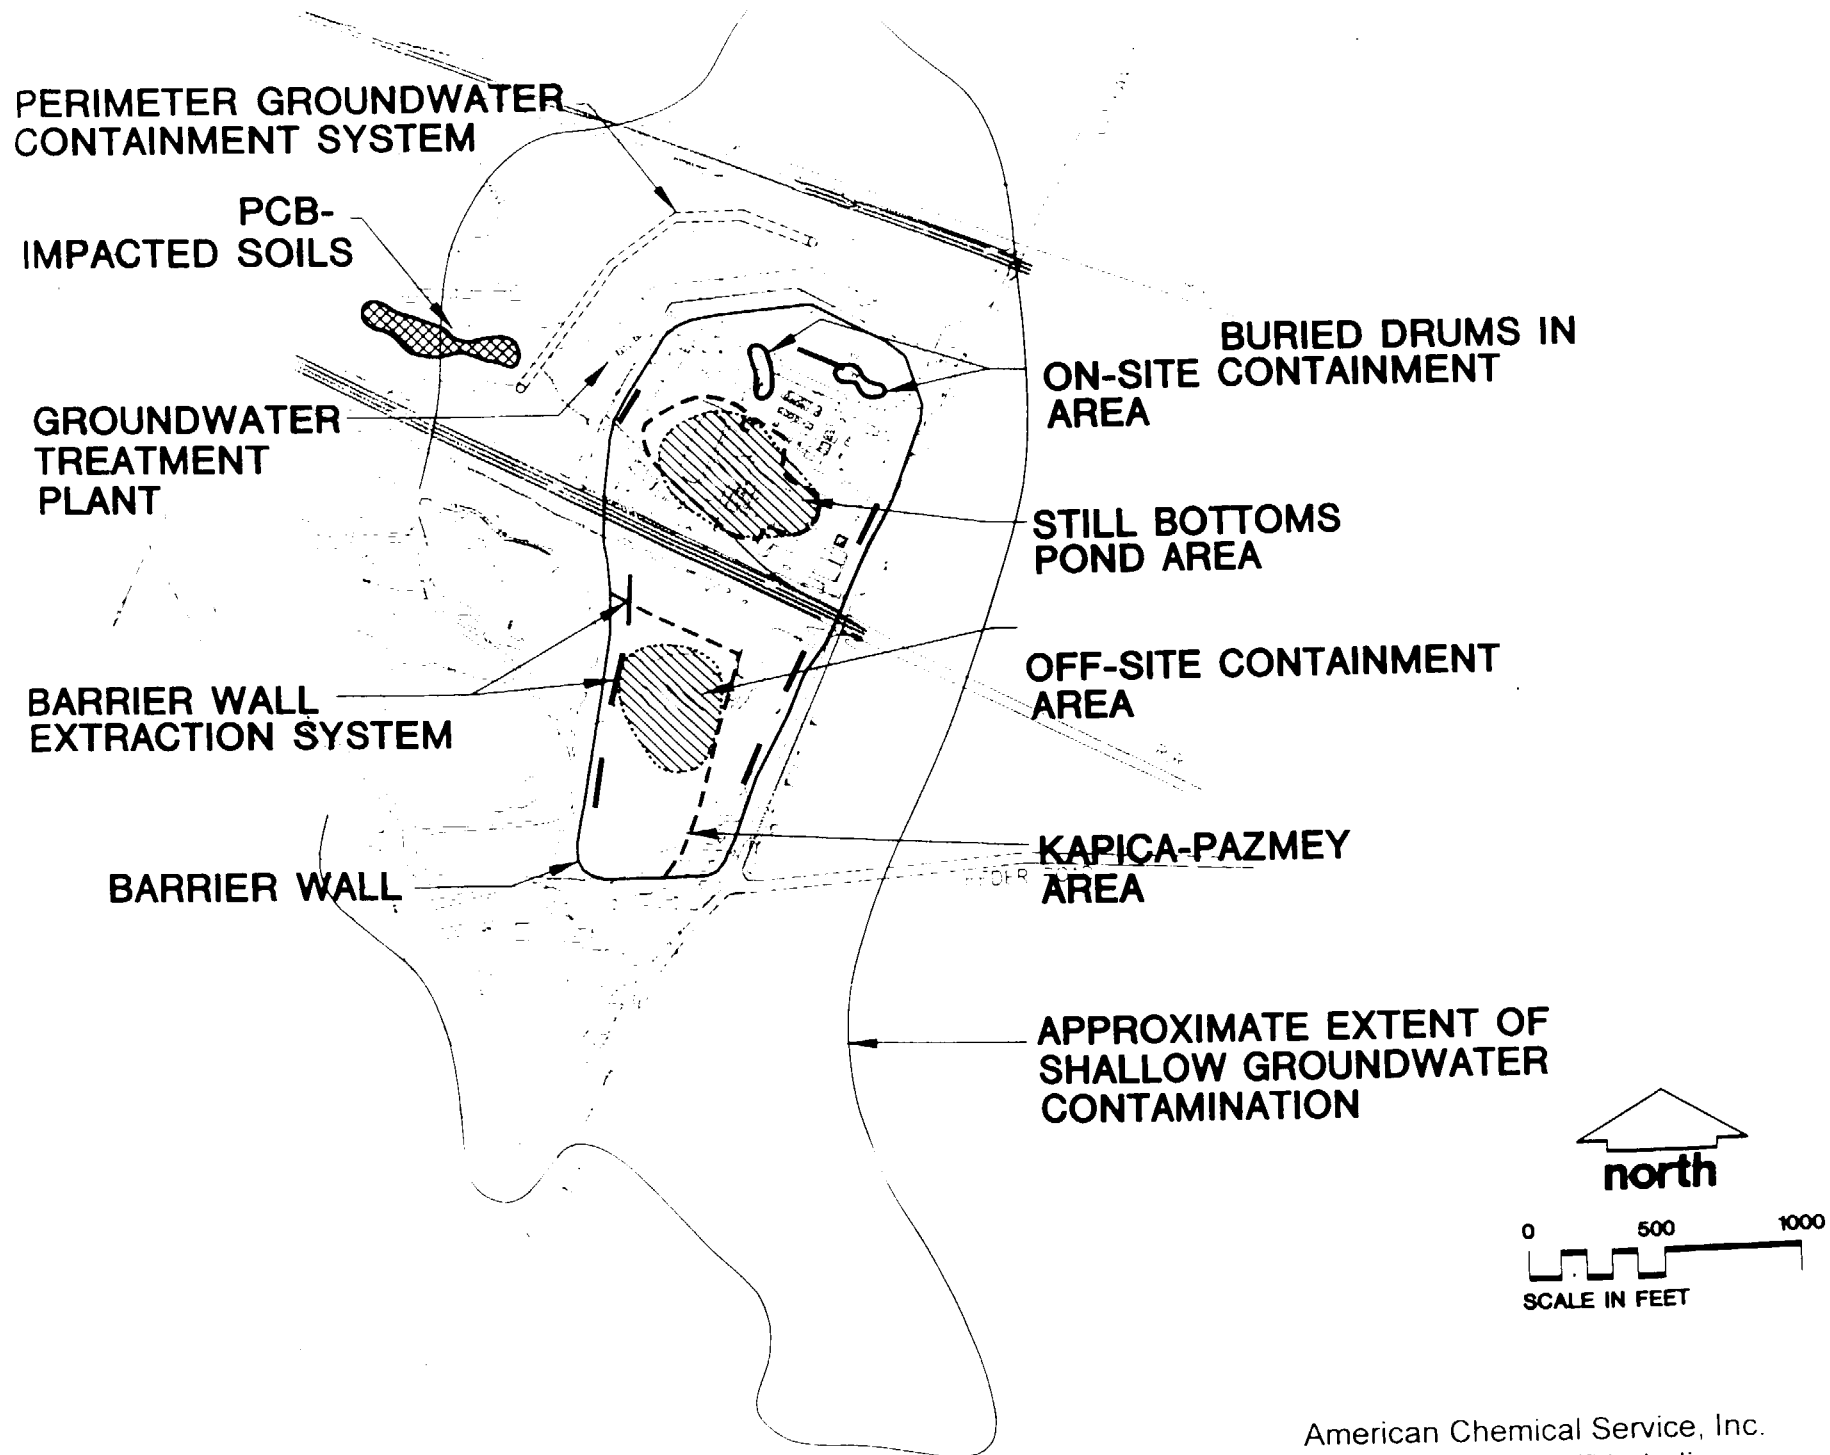 PERIMETER GROUNDWATER
CONTAINMENT SYSTEM
PCB-
IMPACTED SOILS
GROUNDWATER
TREATMENT
PLANT
BARRIER WALL
EXTRACTION SYSTEM
BARRIER WALL
BURIED DRUMS IN
ON-SITE CONTAINMENT
AREA
STILL BOTTOMS
POND AREA
OFF-SITE CONTAINMENT
AREA
KAPICA-PAZMEY
AREA
APPROXIMATE EXTENT OF
SHALLOW GROUNDWATER
CONTAMINATION
north
0 500 1000
SCALE IN FEET
American Chemical Service, Inc.